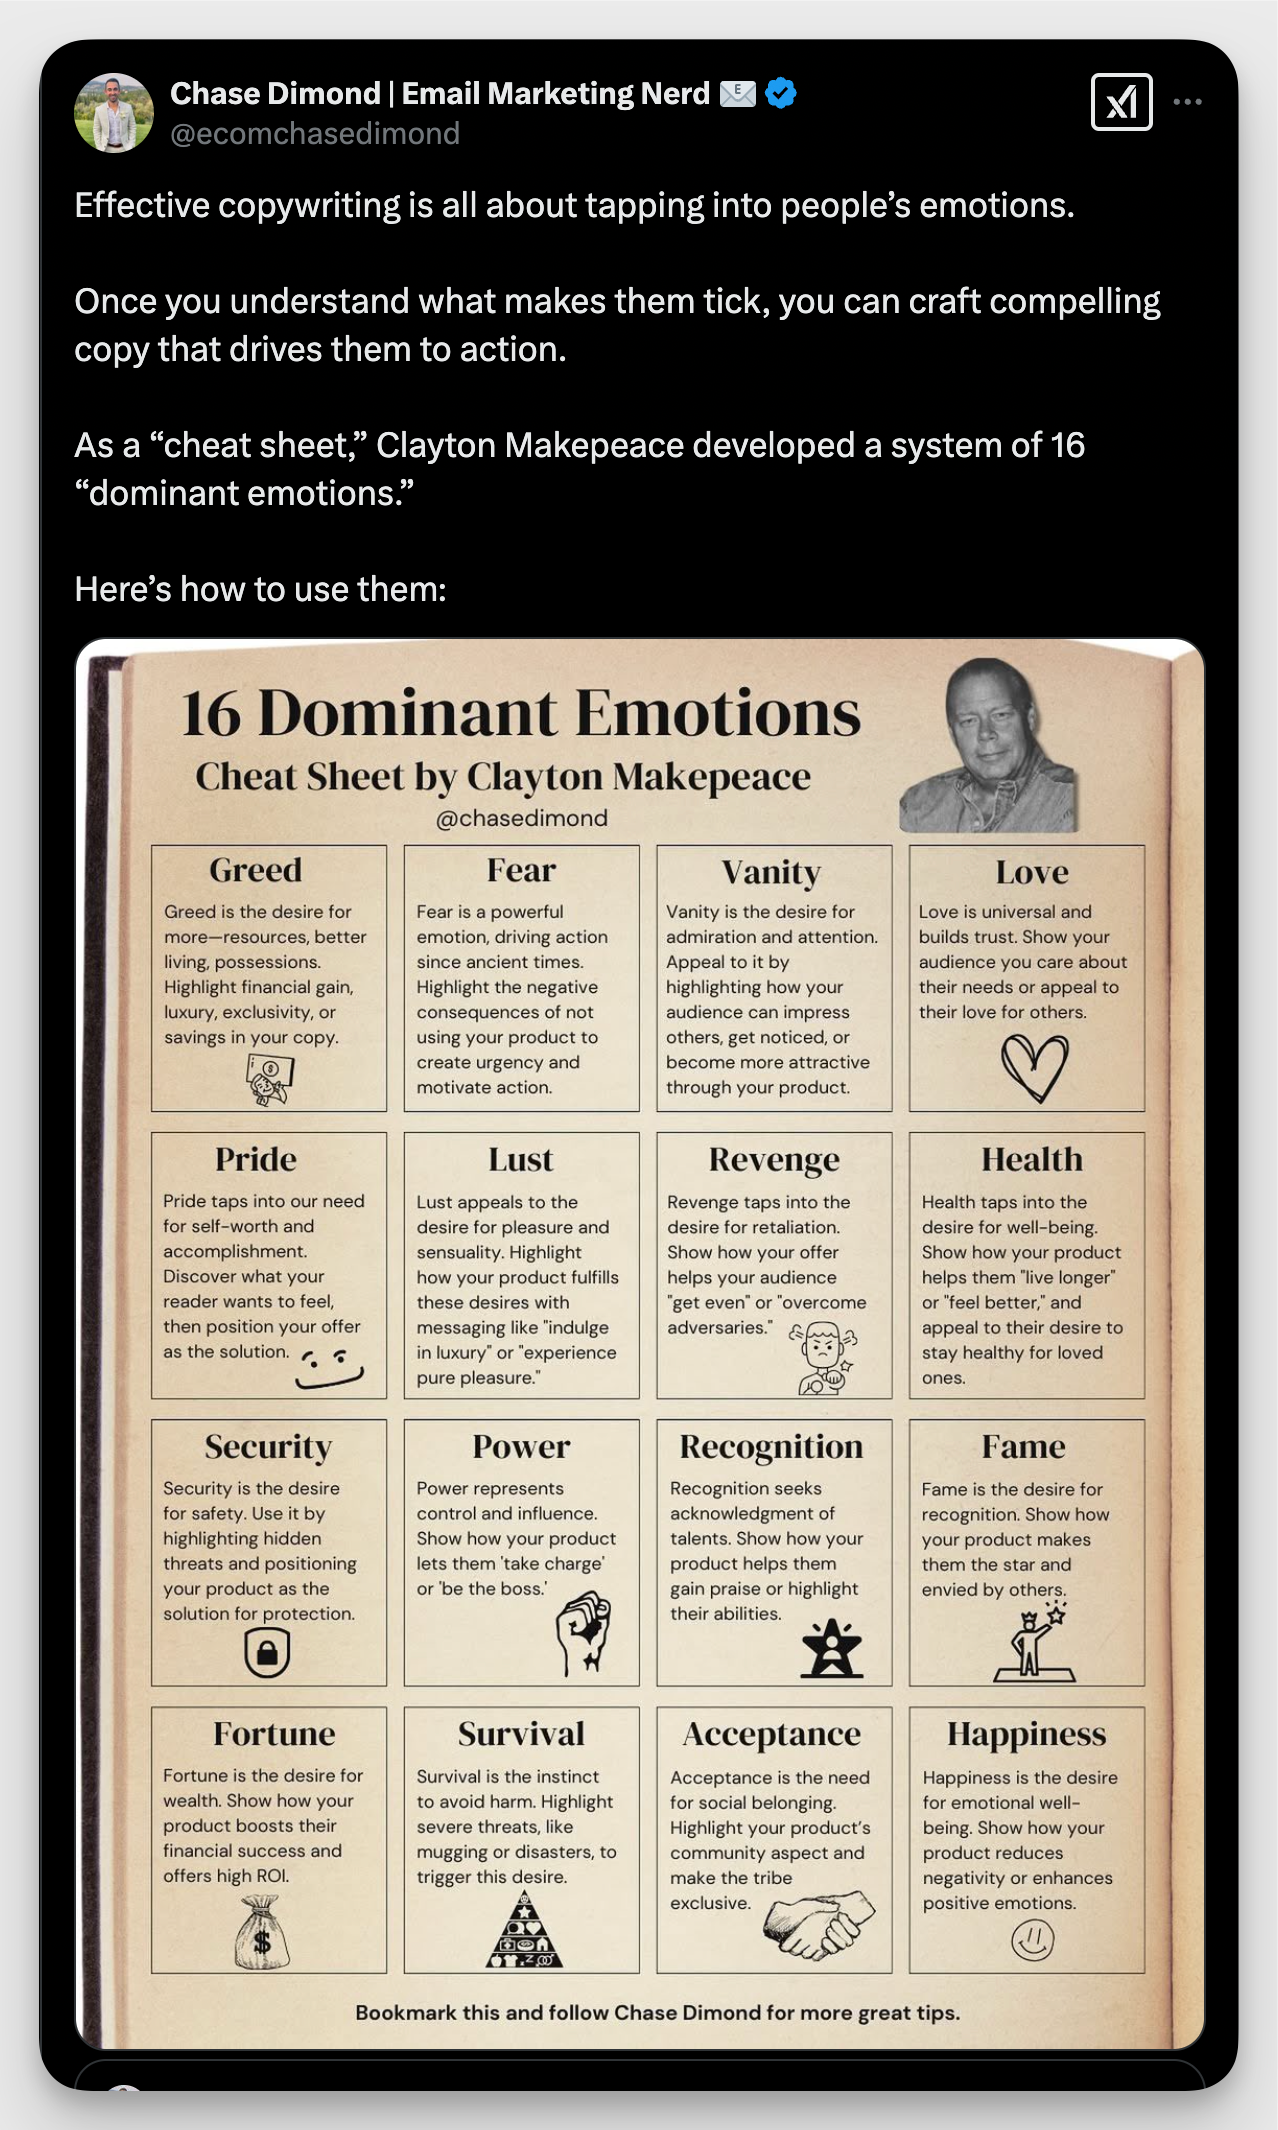 Chase Dimond | Email Marketing Nerd 📧
@ecomchasedimond
Effective copywriting is all about tapping into people’s emotions.
Once you understand what makes them tick, you can craft compelling
copy that drives them to action.
As a “cheat sheet,” Clayton Makepeace developed a system of 16
“dominant emotions.”
Here’s how to use them:
16 Dominant Emotions
Cheat Sheet by Clayton Makepeace
@chasedimond
Greed
Greed is the desire for
more—resources, better
living, possessions.
Highlight financial gain,
luxury, exclusivity, or
savings in your copy.
Fear
Fear is a powerful
emotion, driving action
since ancient times.
Highlight the negative
consequences of not
using your product to
create urgency and
motivate action.
Vanity
Vanity is the desire for
admiration and attention.
Appeal to it by
highlighting how your
audience can impress
others, get noticed, or
become more attractive
through your product.
Love
Love is universal and
builds trust. Show your
audience you care about
their needs or appeal to
their love for others.
Pride
Pride taps into our need
for self-worth and
accomplishment.
Discover what your
reader wants to feel,
then position your offer
as the solution.
Lust
Lust appeals to the
desire for pleasure and
sensuality. Highlight
how your product fulfills
these desires with
messaging like "indulge
in luxury" or "experience
pure pleasure."
Revenge
Revenge taps into the
desire for retaliation.
Show how your offer
helps your audience
"get even" or "overcome
adversaries."
Health
Health taps into the
desire for well-being.
Show how your product
helps them "live longer"
or "feel better," and
appeal to their desire to
stay healthy for loved
ones.
Security
Security is the desire
for safety. Use it by
highlighting hidden
threats and positioning
your product as the
solution for protection.
Power
Power represents
control and influence.
Show how your product
lets them 'take charge'
or 'be the boss.'
Recognition
Recognition seeks
acknowledgment of
talents. Show how your
product helps them
gain praise or highlight
their abilities.
Fame
Fame is the desire for
recognition. Show how
your product makes
them the star and
envied by others.
Fortune
Fortune is the desire for
wealth. Show how your
product boosts their
financial success and
offers high ROI.
$
Survival
Survival is the instinct
to avoid harm. Highlight
severe threats, like
mugging or disasters, to
trigger this desire.
Acceptance
Acceptance is the need
for social belonging.
Highlight your product’s
community aspect and
make the tribe
exclusive.
Happiness
Happiness is the desire
for emotional well-
being. Show how your
product reduces
negativity or enhances
positive emotions.
Bookmark this and follow Chase Dimond for more great tips.